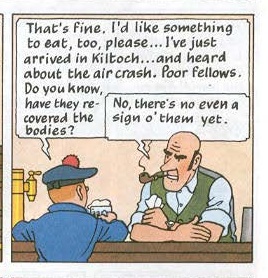 That's fine. I'd like something
to eat, too, please... I've just
arrived in Kiltoch...and heard
about the air crash. Poor fellows.
Do you know,
have they re-
covered the
bodies?
No, there's no even a
sign o' them yet.